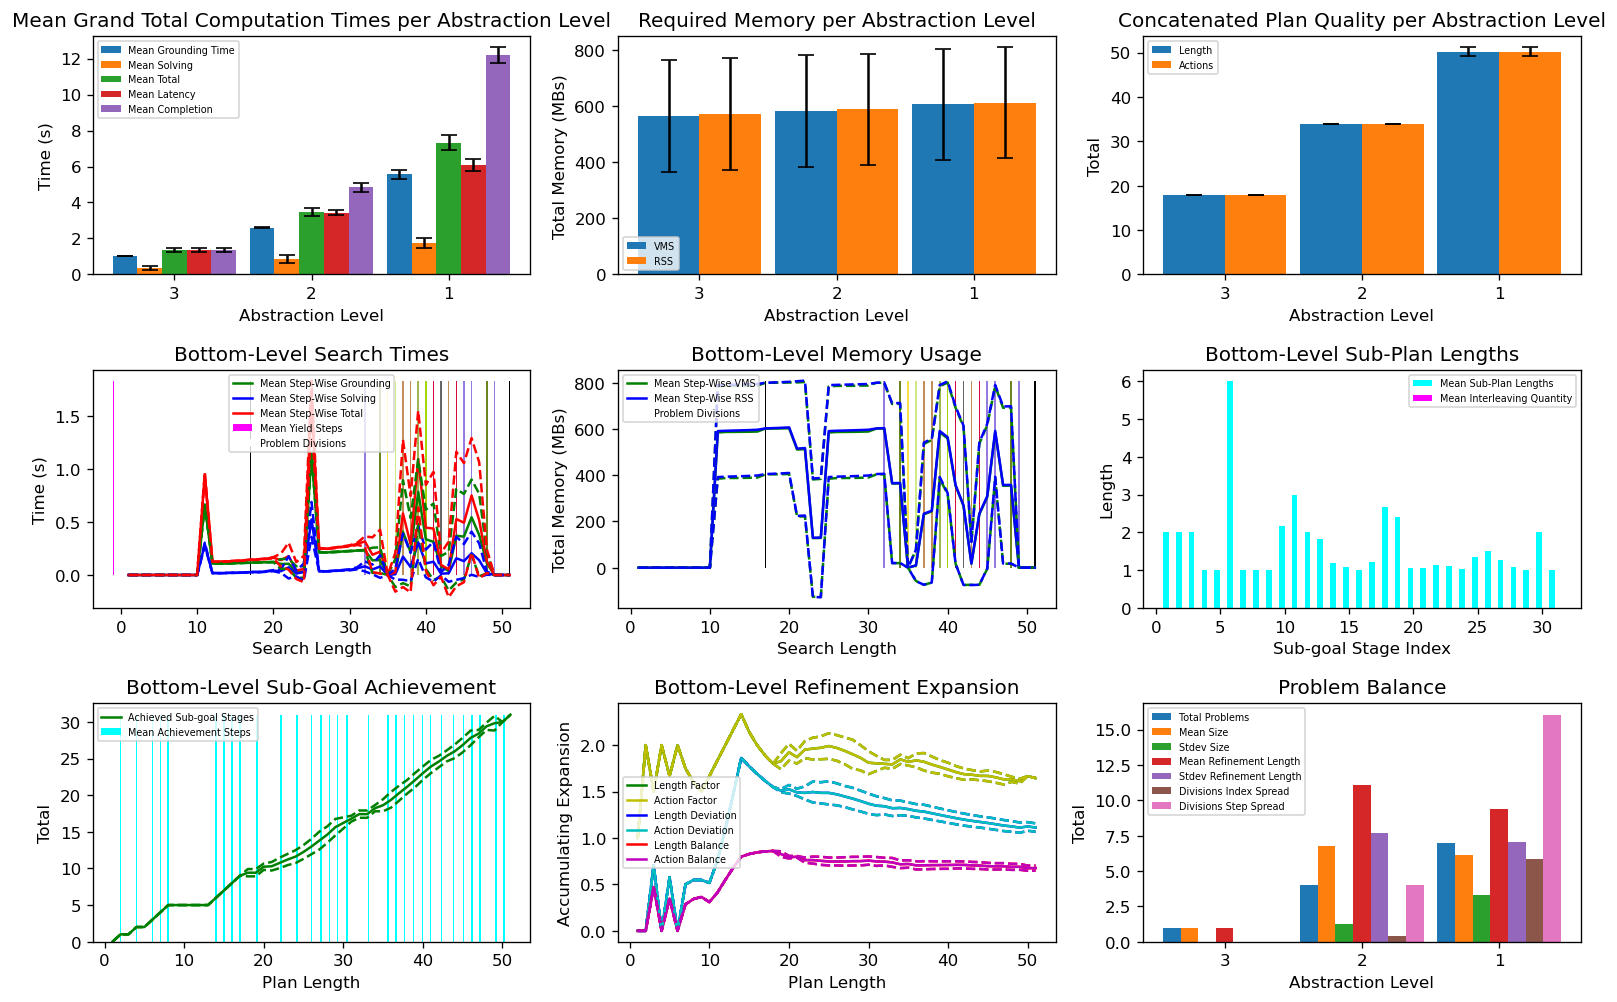 Mean Grand Total Computation Times per Abstraction Level
Time (s)
12
10
8
6
4
2
0
Mean Grounding Time
Mean Solving
Mean Total
Mean Latency
Mean Completion
3
2
1
Abstraction Level
Required Memory per Abstraction Level
Total Memory (MBs)
800
600
400
200
0
VMS
RSS
3
2
1
Abstraction Level
Concatenated Plan Quality per Abstraction Level
Total
50
40
30
20
10
0
Length
Actions
3
2
1
Abstraction Level
Bottom-Level Search Times
Time (s)
1.5
1.0
0.5
0.0
Mean Step-Wise Grounding
Mean Step-Wise Solving
Mean Step-Wise Total
Mean Yield Steps
Problem Divisions
0
10
20
30
40
50
Search Length
Bottom-Level Memory Usage
Total Memory (MBs)
800
600
400
200
0
Mean Step-Wise VMS
Mean Step-Wise RSS
Problem Divisions
0
10
20
30
40
50
Search Length
Bottom-Level Sub-Plan Lengths
Length
6
5
4
3
2
1
0
Mean Sub-Plan Lengths
Mean Interleaving Quantity
0
5
10
15
20
25
30
Sub-goal Stage Index
Bottom-Level Sub-Goal Achievement
Total
30
25
20
15
10
5
0
Achieved Sub-goal Stages
Mean Achievement Steps
0
10
20
30
40
50
Plan Length
Bottom-Level Refinement Expansion
Accumulating Expansion
2.0
1.5
1.0
0.5
0.0
Length Factor
Action Factor
Length Deviation
Action Deviation
Length Balance
Action Balance
0
10
20
30
40
50
Plan Length
Problem Balance
Total
15.0
12.5
10.0
7.5
5.0
2.5
0.0
Total Problems
Mean Size
Stdev Size
Mean Refinement Length
Stdev Refinement Length
Divisions Index Spread
Divisions Step Spread
3
2
1
Abstraction Level